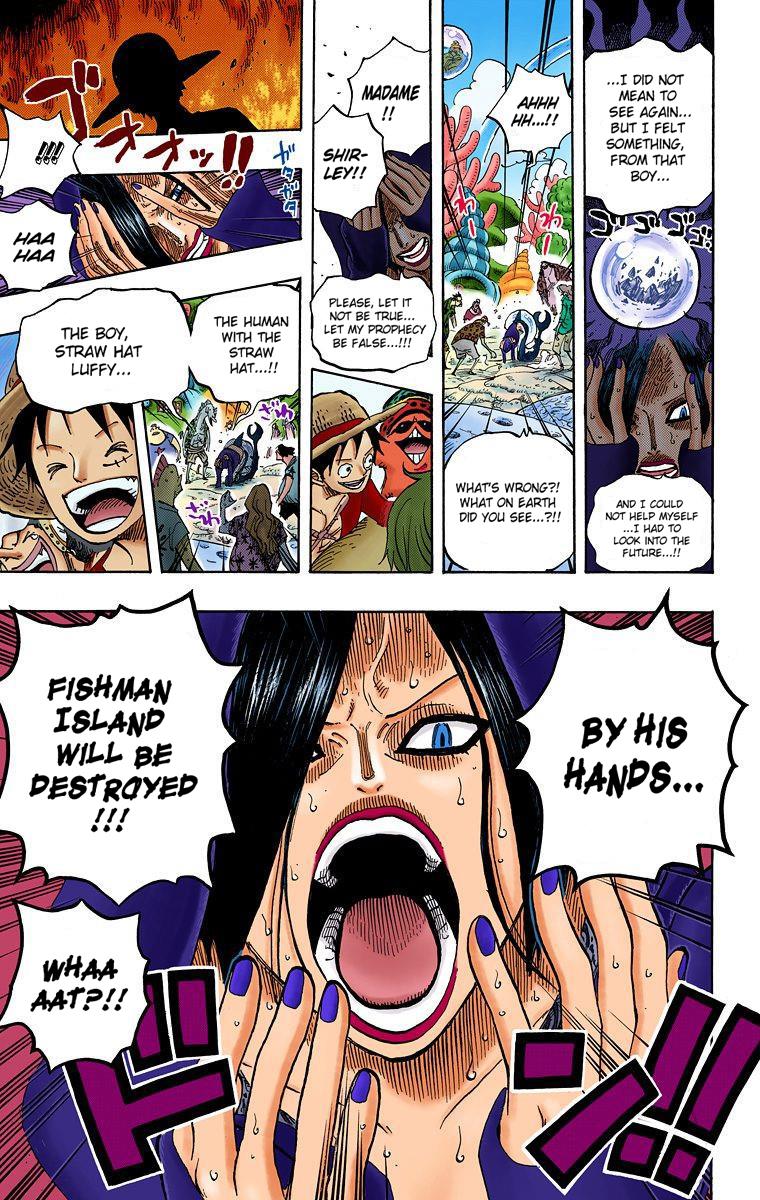 ...I DID NOT
MEAN TO
SEE AGAIN...
BUT I FELT
SOMETHING,
FROM THAT
BOY...
ゴゴゴゴ!!
AND I COULD
NOT HELP MYSELF
...I HAD TO
LOOK INTO THE
FUTURE...!!
AHHH
HH...!!
ざわ
ざわ
WHAT'S WRONG?!
WHAT ON EARTH
DID YOU SEE...?!!
MADAME
!!
SHIR-
LEY!!
PLEASE, LET IT
NOT BE TRUE...
LET MY PROPHECY
BE FALSE...!!!
ゴオオオッ!!
!!!
ガタガタ
HAA
HAA
THE HUMAN
WITH THE
STRAW
HAT...!!
ざわ
ざわ
THE BOY,
STRAW HAT
LUFFY...
BY HIS
HANDS...
FISHMAN
ISLAND
WILL BE
DESTROYED
!!!
WHAA
AAT?!!
ドン!!